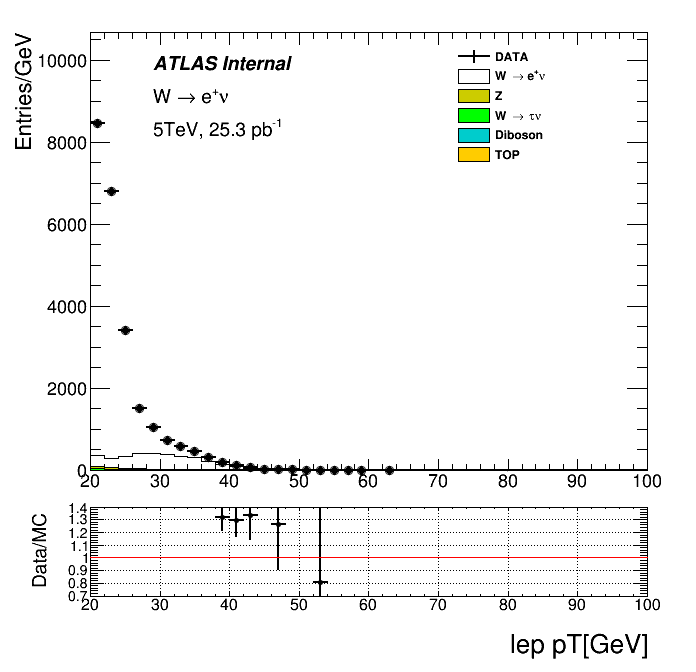 Entries/GeV
10000
8000
6000
4000
2000
0
ATLAS Internal
W → e⁺ν
5TeV, 25.3 pb⁻¹
DATA
W → e⁺ν
Z
W → τν
Diboson
TOP
20 30 40 50 60 70 80 90 100
Data/MC
1.4
1.3
1.2
1.1
1
0.9
0.8
0.7
20 30 40 50 60 70 80 90 100
lep pT[GeV]